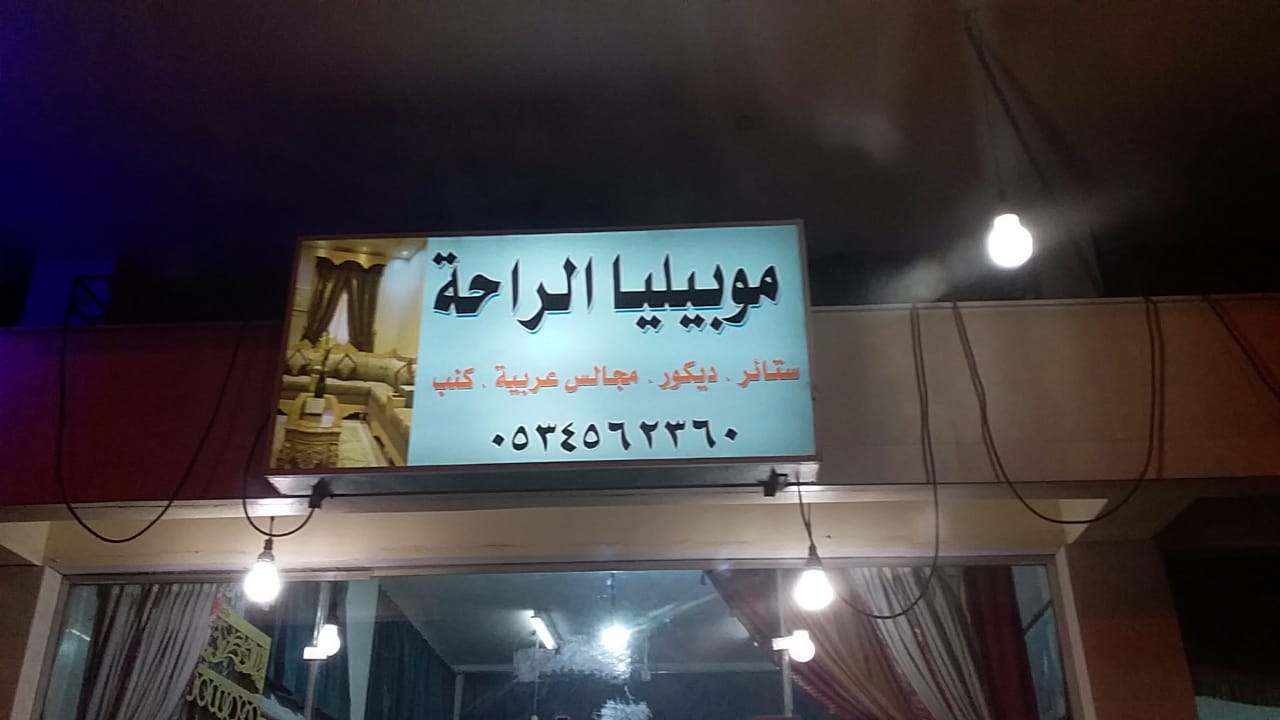 موبيليا الراحة
ستائر . ديكور . مجالس عربية . كنب
٠٥٣٤٥٦٢٣٦٠